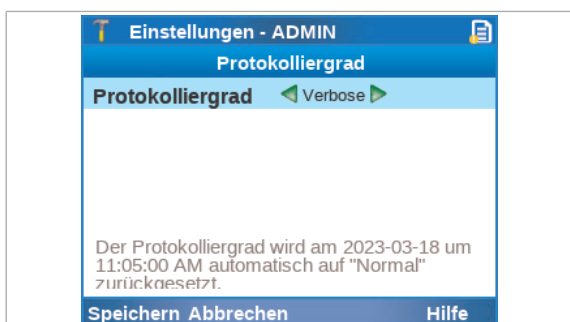 Einstellungen - ADMIN
Protokolliergrad
Protokolliergrad Verbose
Der Protokolliergrad wird am 2023-03-18 um
11:05:00 AM automatisch auf "Normal"
zurückgesetzt.
Speichern Abbrechen Hilfe